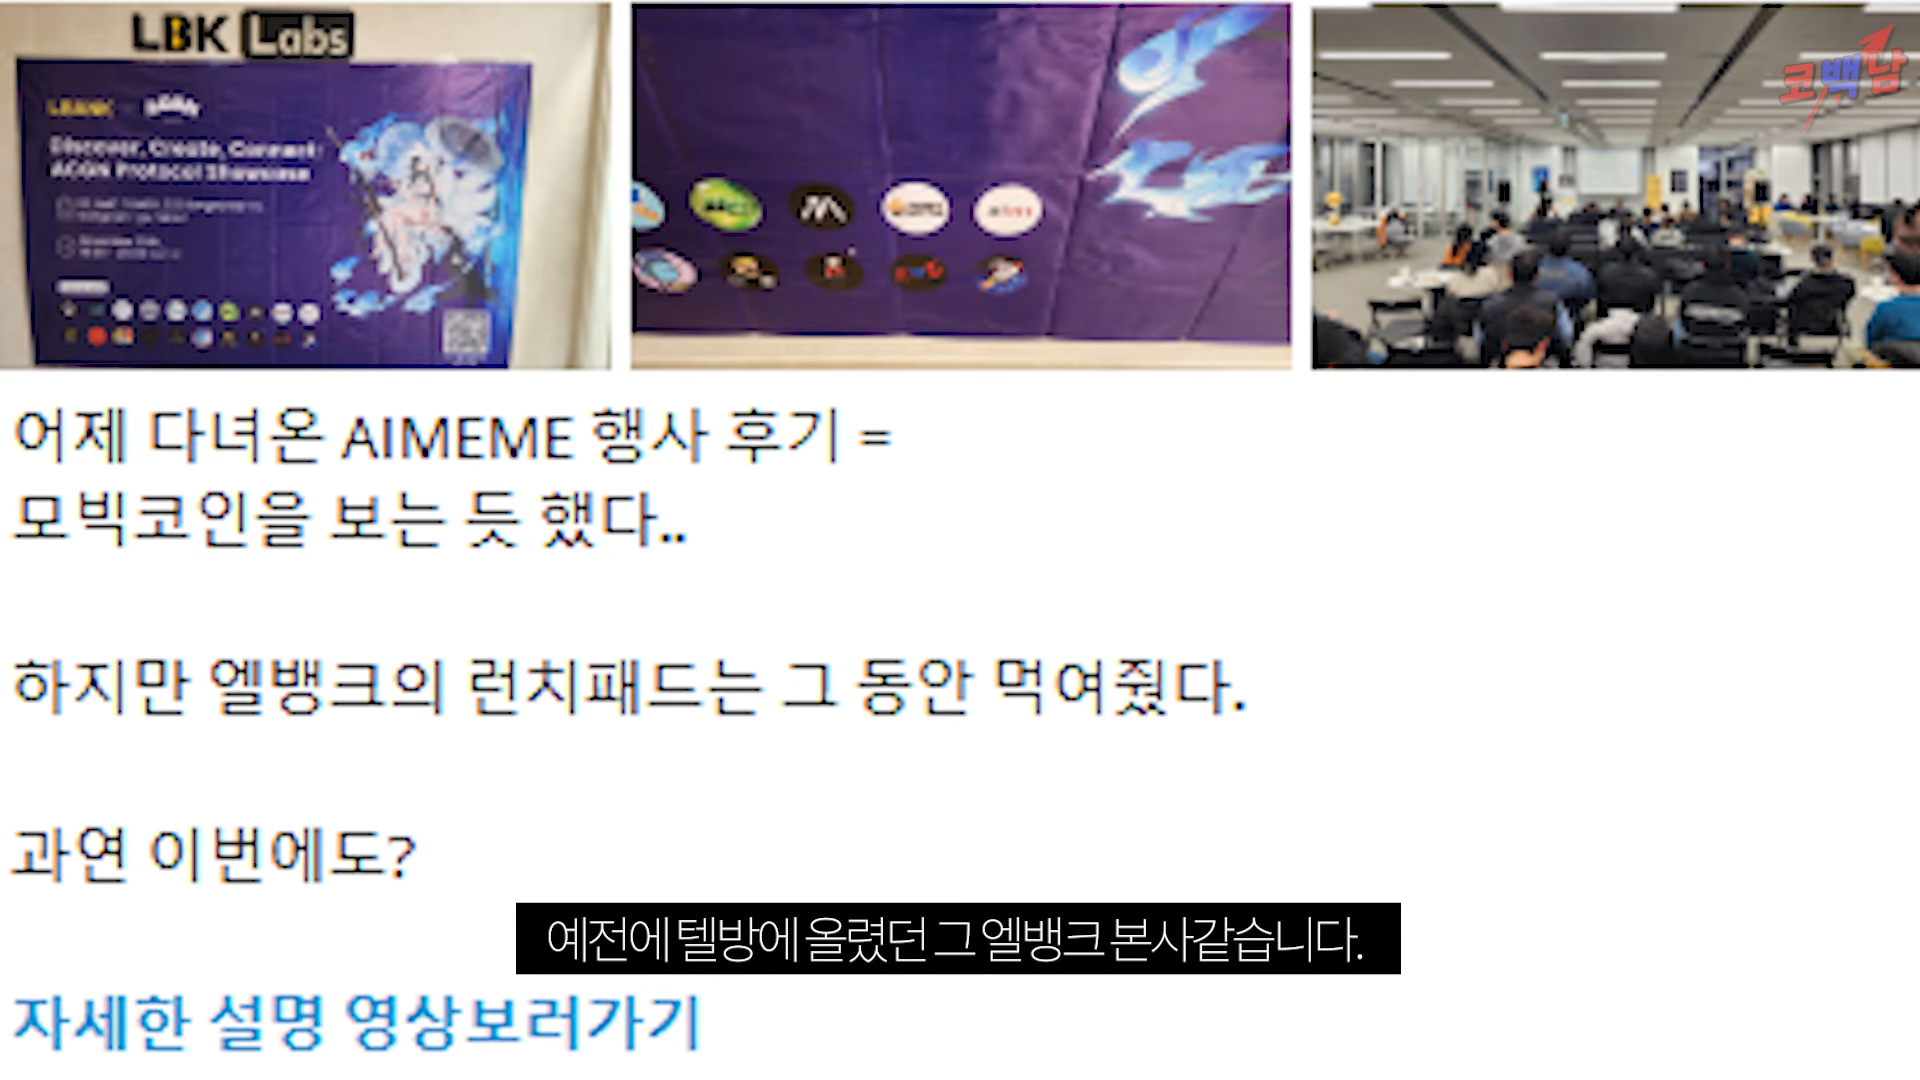 LBK Labs
LBANK
Discover, Create, Connect
ACGN Protocol Showcase
코백남
어제 다녀온 AIMEME 행사 후기 =
모빅코인을 보는 듯 했다..
하지만 엘뱅크의 런치패드는 그 동안 먹여줬다.
과연 이번에도?
예전에 텔방에 올렸던 그 엘뱅크 본사같습니다.
자세한 설명 영상보러가기